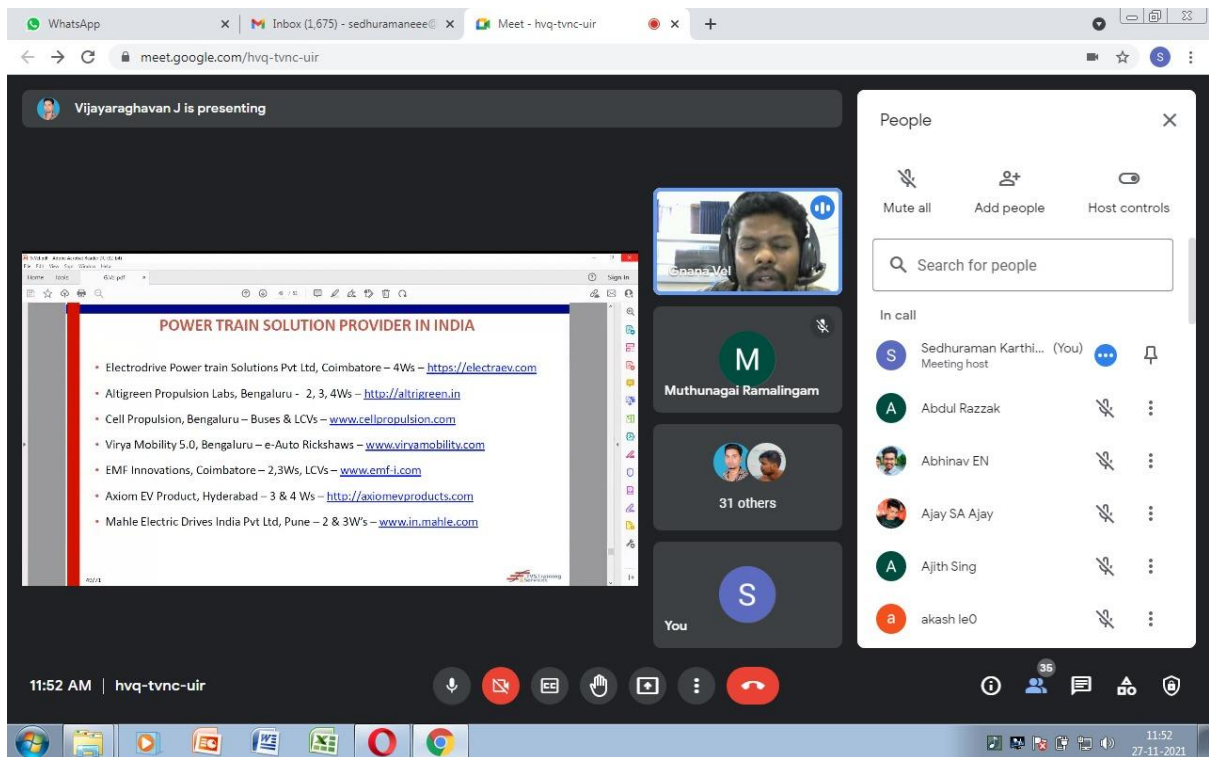 WhatsApp
Inbox (1,675) - sedhuramaneee@
Meet - hvq-tvnc-uir
meet.google.com/hvq-tvnc-uir
S
Vijayaraghavan J is presenting
Home Tools
Sign In
POWER TRAIN SOLUTION PROVIDER IN INDIA
• Electrodrive Power train Solutions Pvt Ltd, Coimbatore – 4Ws – https://electraev.com
• Altigreen Propulsion Labs, Bengaluru - 2, 3, 4Ws – http://altrigreen.in
• Cell Propulsion, Bengaluru – Buses & LCVs – www.cellpropulsion.com
• Virya Mobility 5.0, Bengaluru – e-Auto Rickshaws – www.viryamobility.com
• EMF Innovations, Coimbatore – 2,3Ws, LCVs – www.emf-i.com
• Axiom EV Product, Hyderabad – 3 & 4 Ws – http://axiomevproducts.com
• Mahle Electric Drives India Pvt Ltd, Pune – 2 & 3W's – www.in.mahle.com
Gnana Vel
M
Muthunagai Ramalingam
31 others
S
You
People
Mute all
Add people
Host controls
Search for people
In call
S
Sedhuraman Karthi... (You)
Meeting host
A
Abdul Razzak
Abhinav EN
Ajay SA Ajay
A
Ajith Sing
a
akash le0
11:52 AM | hvq-tvnc-uir
CC
35
11:52
27-11-2021